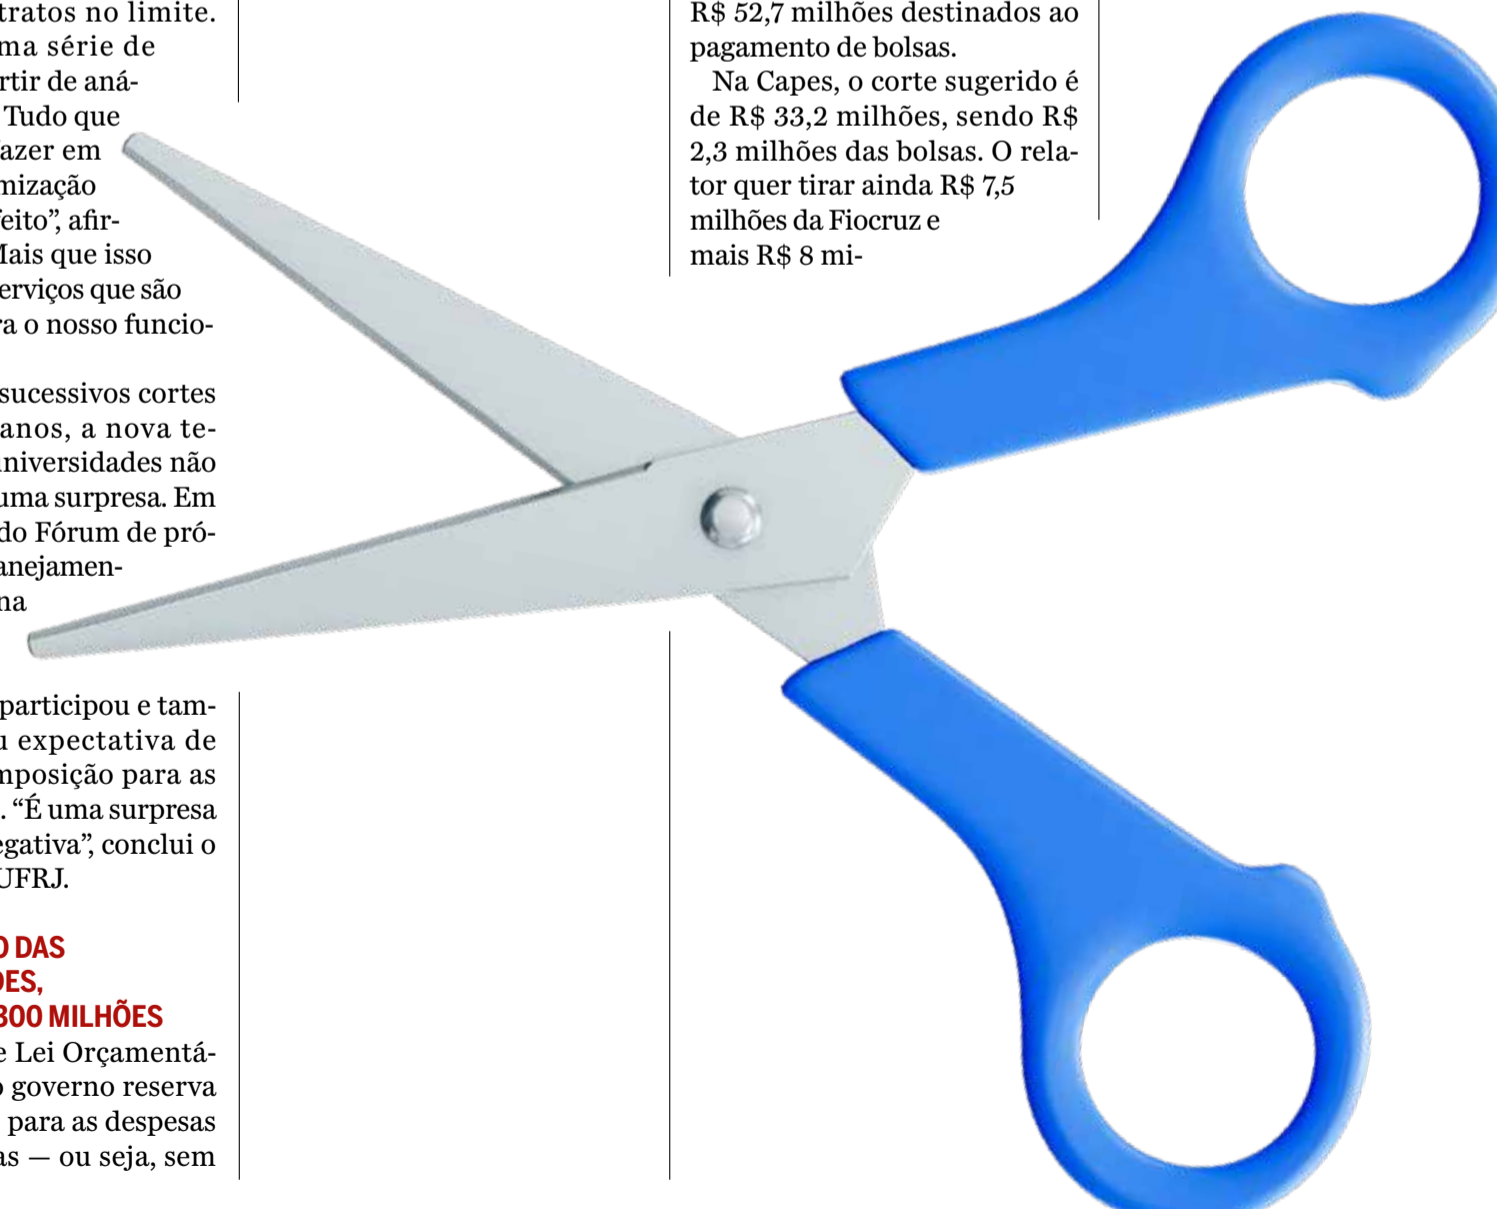 tratos no limite.
ma série de
rtir de aná-
Tudo que
azer em
mização
feito”, afir-
Mais que isso
erviços que são
ra o nosso funcio-
sucessivos cortes
anos, a nova te-
universidades não
uma surpresa. Em
do Fórum de pró-
anejamen-
na
participou e tam-
u expectativa de
mposição para as
. “É uma surpresa
egativa”, conclui o
UFRJ.
O DAS
DES,
300 MILHÕES
e Lei Orçamentá-
o governo reserva
para as despesas
as — ou seja, sem
R$ 52,7 milhões destinados ao
pagamento de bolsas.
Na Capes, o corte sugerido é
de R$ 33,2 milhões, sendo R$
2,3 milhões das bolsas. O rela-
tor quer tirar ainda R$ 7,5
milhões da Fiocruz e
mais R$ 8 mi-